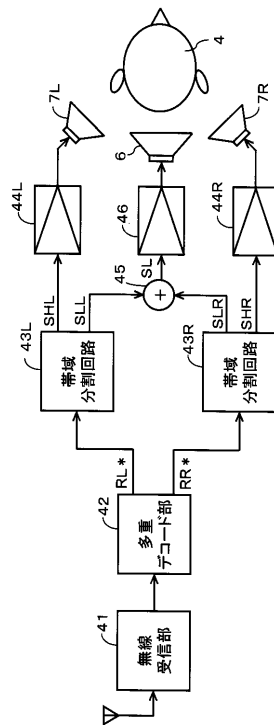 41
無線
受信部
42
多重
デコード部
RL*
RR*
43L
帯域
分割回路
43R
帯域
分割回路
SHL
SLL
SLR
SHR
45
+
SL
44L
46
44R
7L
6
7R
4